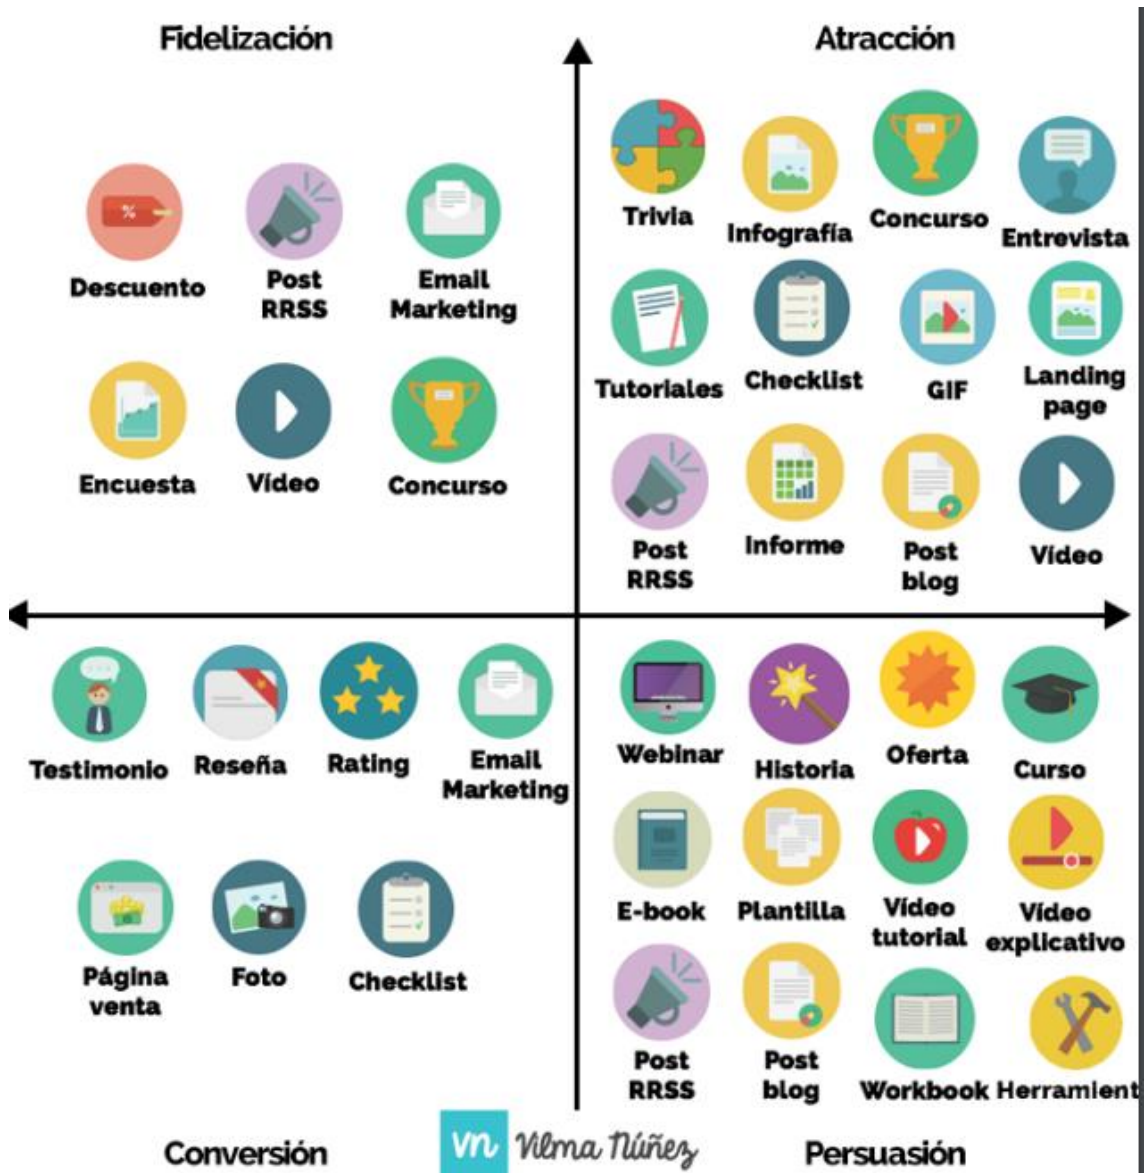 Fidelización
Atracción
Descuento
Post
RRSS
Email
Marketing
Encuesta
Vídeo
Concurso
Trivia
Infografía
Concurso
Entrevista
Tutoriales
Checklist
GIF
Landing
page
Post
RRSS
Informe
Post
blog
Vídeo
Testimonio
Reseña
Rating
Email
Marketing
Página
venta
Foto
Checklist
Webinar
Historia
Oferta
Curso
E-book
Plantilla
Vídeo
tutorial
Vídeo
explicativo
Post
RRSS
Post
blog
Workbook
Herramient
Conversión
vn Vilma Núñez
Persuasión